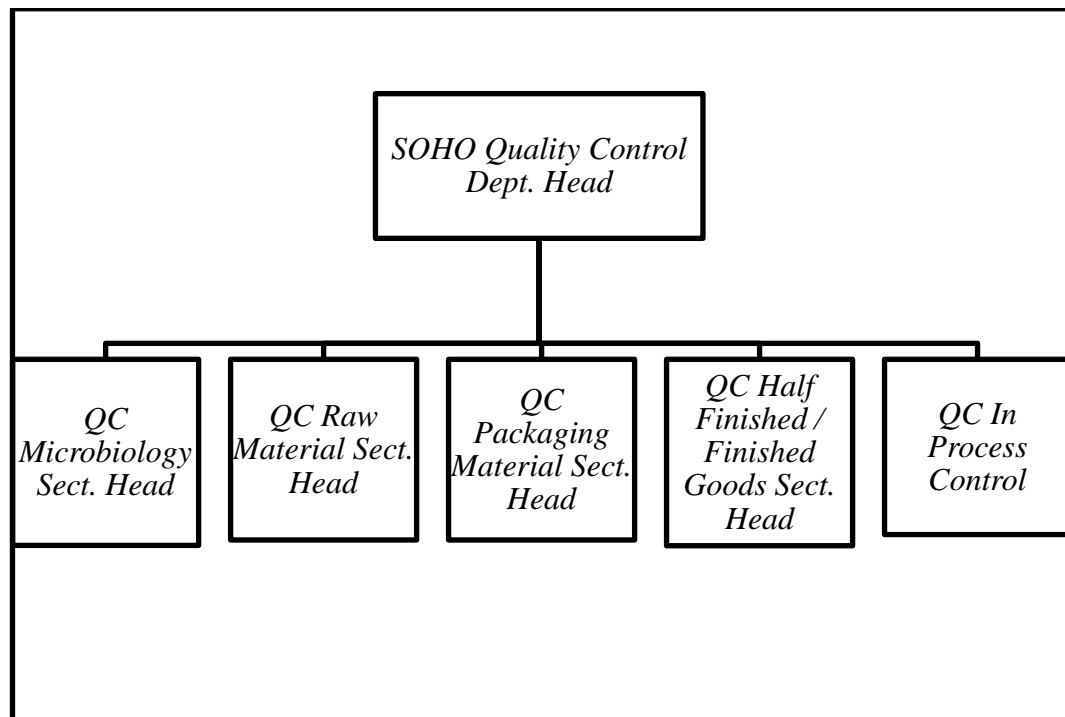 SOHO Quality Control
Dept. Head
QC
Microbiology
Sect. Head
QC Raw
Material Sect.
Head
QC
Packaging
Material Sect.
Head
QC Half
Finished /
Finished
Goods Sect.
Head
QC In
Process
Control